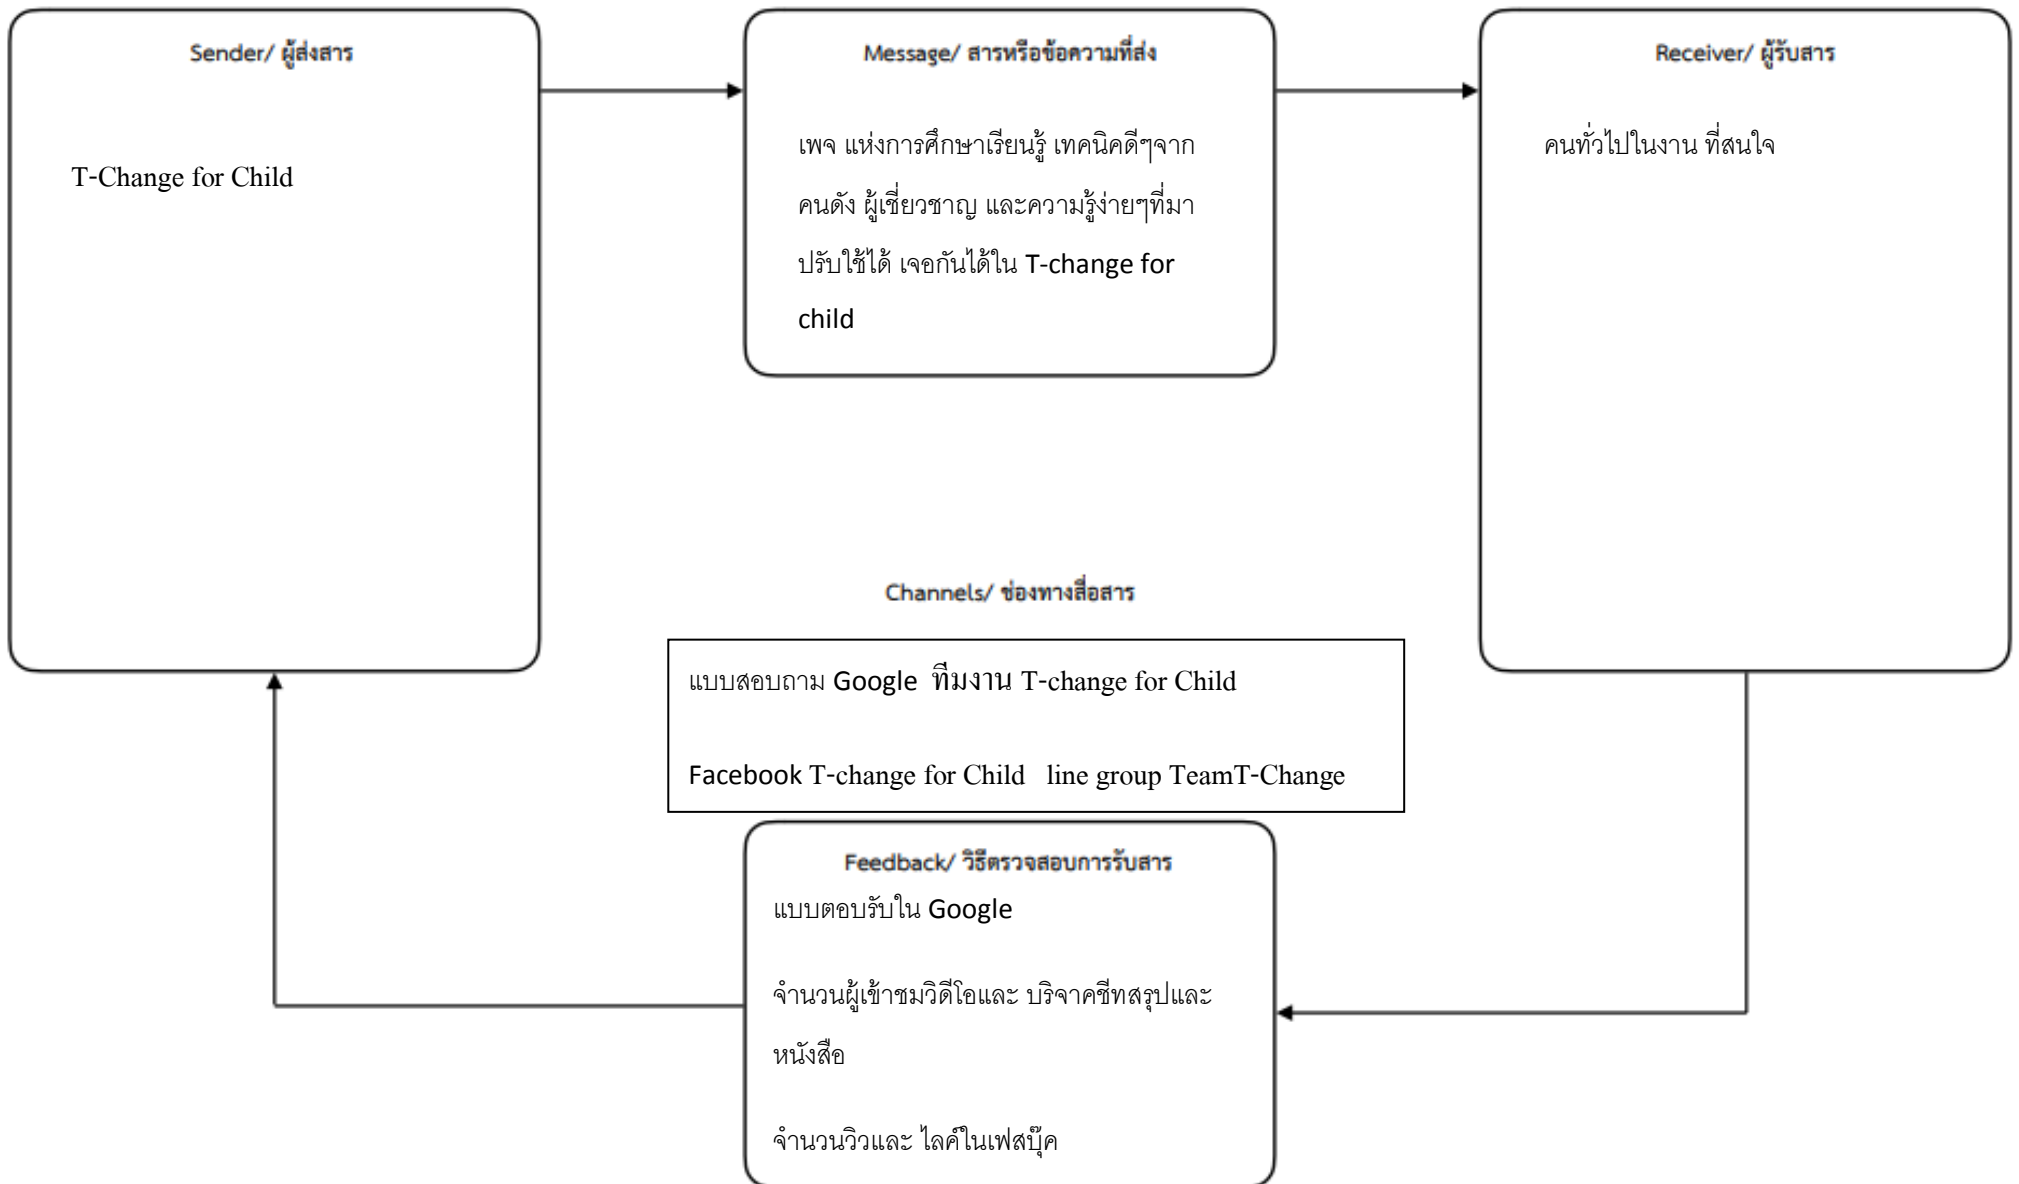 Sender/ ผู้ส่งสาร
T-Change for Child
Message/ สารหรือข้อความที่ส่ง
เพจ แห่งการศึกษาเรียนรู้ เทคนิคดีๆจาก
คนดัง ผู้เชี่ยวชาญ และความรู้ง่ายๆที่มา
ปรับใช้ได้ เจอกันได้ใน T-change for
child
Receiver/ ผู้รับสาร
คนทั่วไปในงาน ที่สนใจ
Channels/ ช่องทางสื่อสาร
แบบสอบถาม Google ทีมงาน T-change for Child
Facebook T-change for Child line group TeamT-Change
Feedback/ วิธีตรวจสอบการรับสาร
แบบตอบรับใน Google
จำนวนผู้เข้าชมวิดีโอและ บริจาคชีทสรุปและ
หนังสือ
จำนวนวิวและ ไลค์ในเฟสบุ๊ค